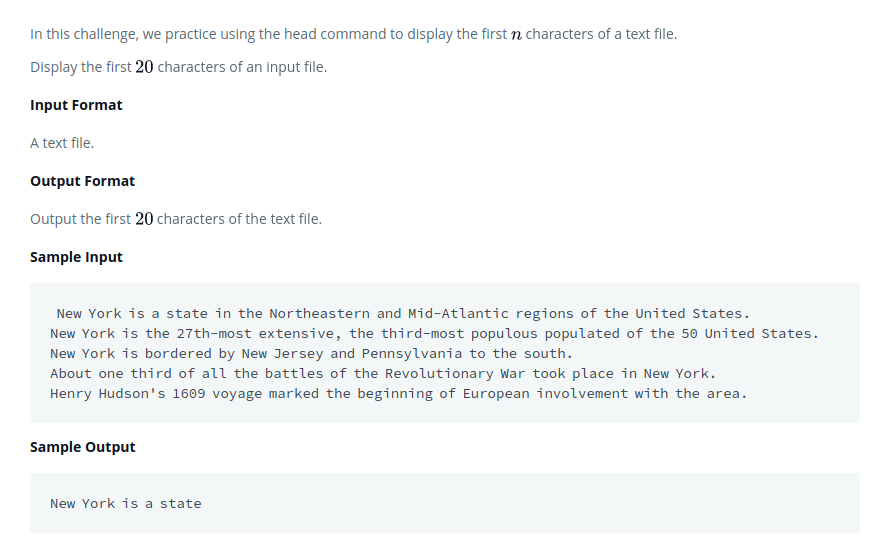 In this challenge, we practice using the head command to display the first n characters of a text file.
Display the first 20 characters of an input file.
Input Format
A text file.
Output Format
Output the first 20 characters of the text file.
Sample Input
New York is a state in the Northeastern and Mid-Atlantic regions of the United States.
New York is the 27th-most extensive, the third-most populous populated of the 50 United States.
New York is bordered by New Jersey and Pennsylvania to the south.
About one third of all the battles of the Revolutionary War took place in New York.
Henry Hudson's 1609 voyage marked the beginning of European involvement with the area.
Sample Output
New York is a state